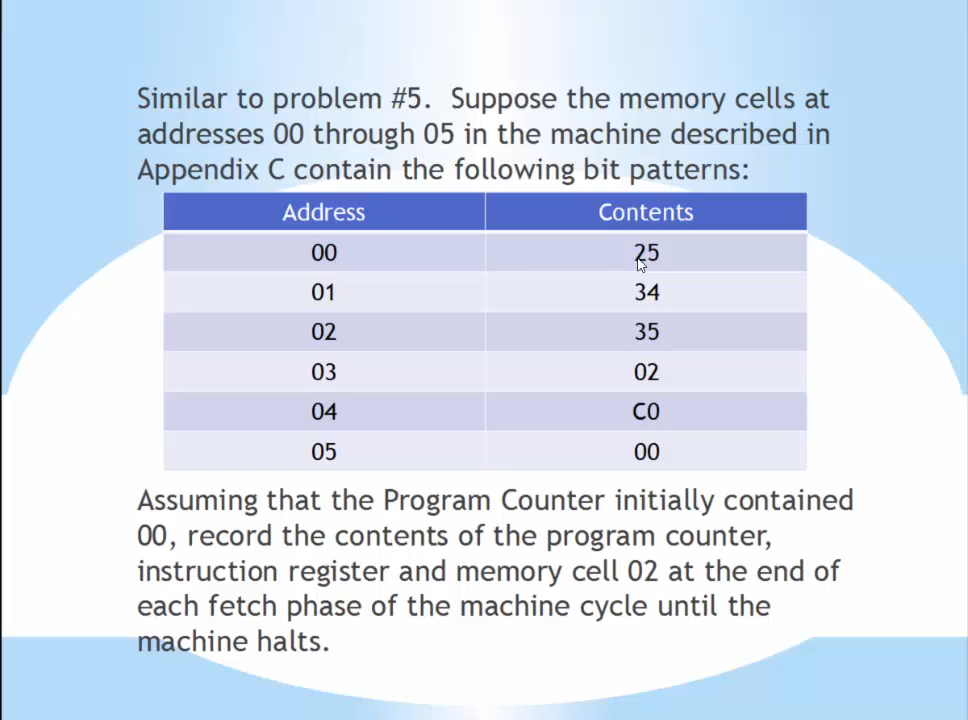 Similar to problem #5.  Suppose the memory cells at
addresses 00 through 05 in the machine described in
Appendix C contain the following bit patterns:
Address Contents
00 25
01 34
02 35
03 02
04 C0
05 00
Assuming that the Program Counter initially contained
00, record the contents of the program counter,
instruction register and memory cell 02 at the end of
each fetch phase of the machine cycle until the
machine halts.